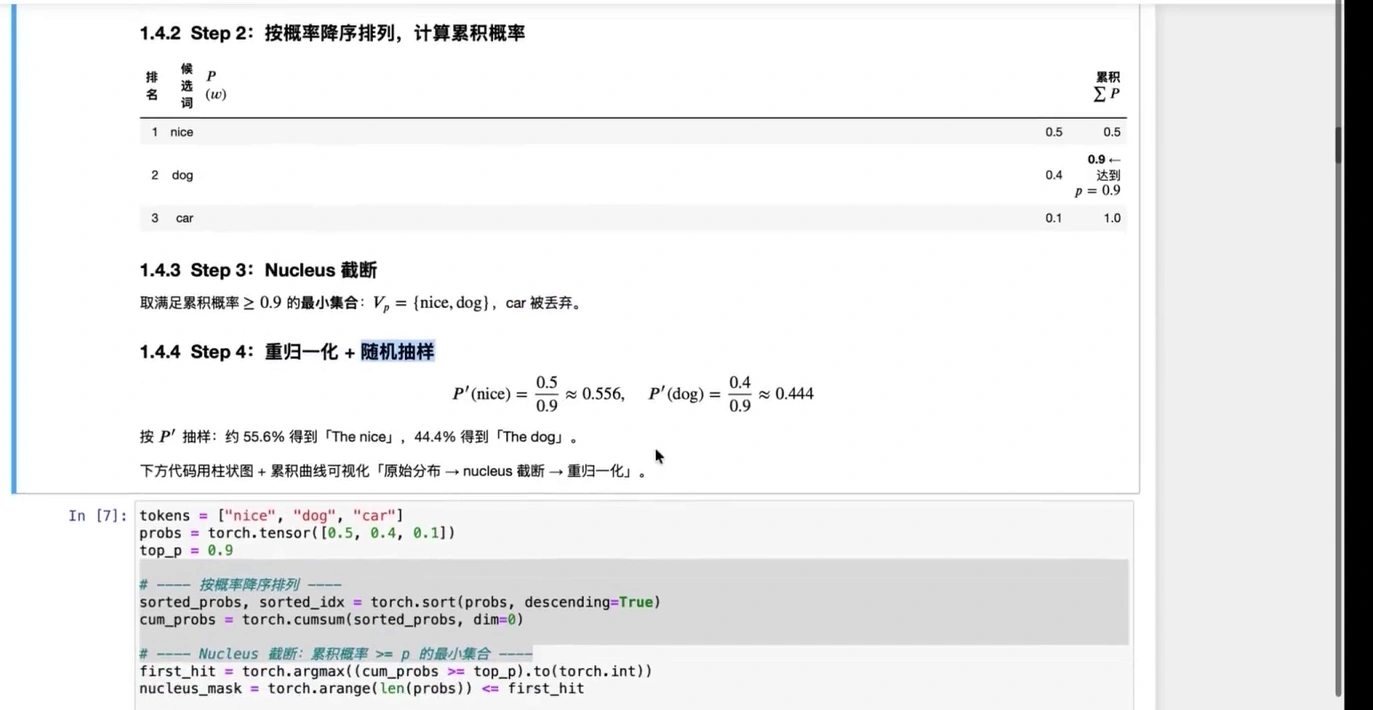 1.4.2 Step 2：按概率降序排列，计算累积概率
排名 候选词 P(w) 累积 ∑ P
1 nice 0.5 0.5
2 dog 0.4 0.9 ← 达到 p = 0.9
3 car 0.1 1.0
1.4.3 Step 3：Nucleus 截断
取满足累积概率 ≥ 0.9 的最小集合：Vp = {nice, dog}，car 被丢弃。
1.4.4 Step 4：重归一化 + 随机抽样
P′(nice) = 0.5/0.9 ≈ 0.556, P′(dog) = 0.4/0.9 ≈ 0.444
按 P′ 抽样：约 55.6% 得到「The nice」，44.4% 得到「The dog」。
下方代码用柱状图 + 累积曲线可视化「原始分布 → nucleus 截断 → 重归一化」。
In [7]: tokens = ["nice", "dog", "car"]
probs = torch.tensor([0.5, 0.4, 0.1])
top_p = 0.9
# ---- 按概率降序排列 ----
sorted_probs, sorted_idx = torch.sort(probs, descending=True)
cum_probs = torch.cumsum(sorted_probs, dim=0)
# ---- Nucleus 截断：累积概率 >= p 的最小集合 ----
first_hit = torch.argmax((cum_probs >= top_p).to(torch.int))
nucleus_mask = torch.arange(len(probs)) <= first_hit